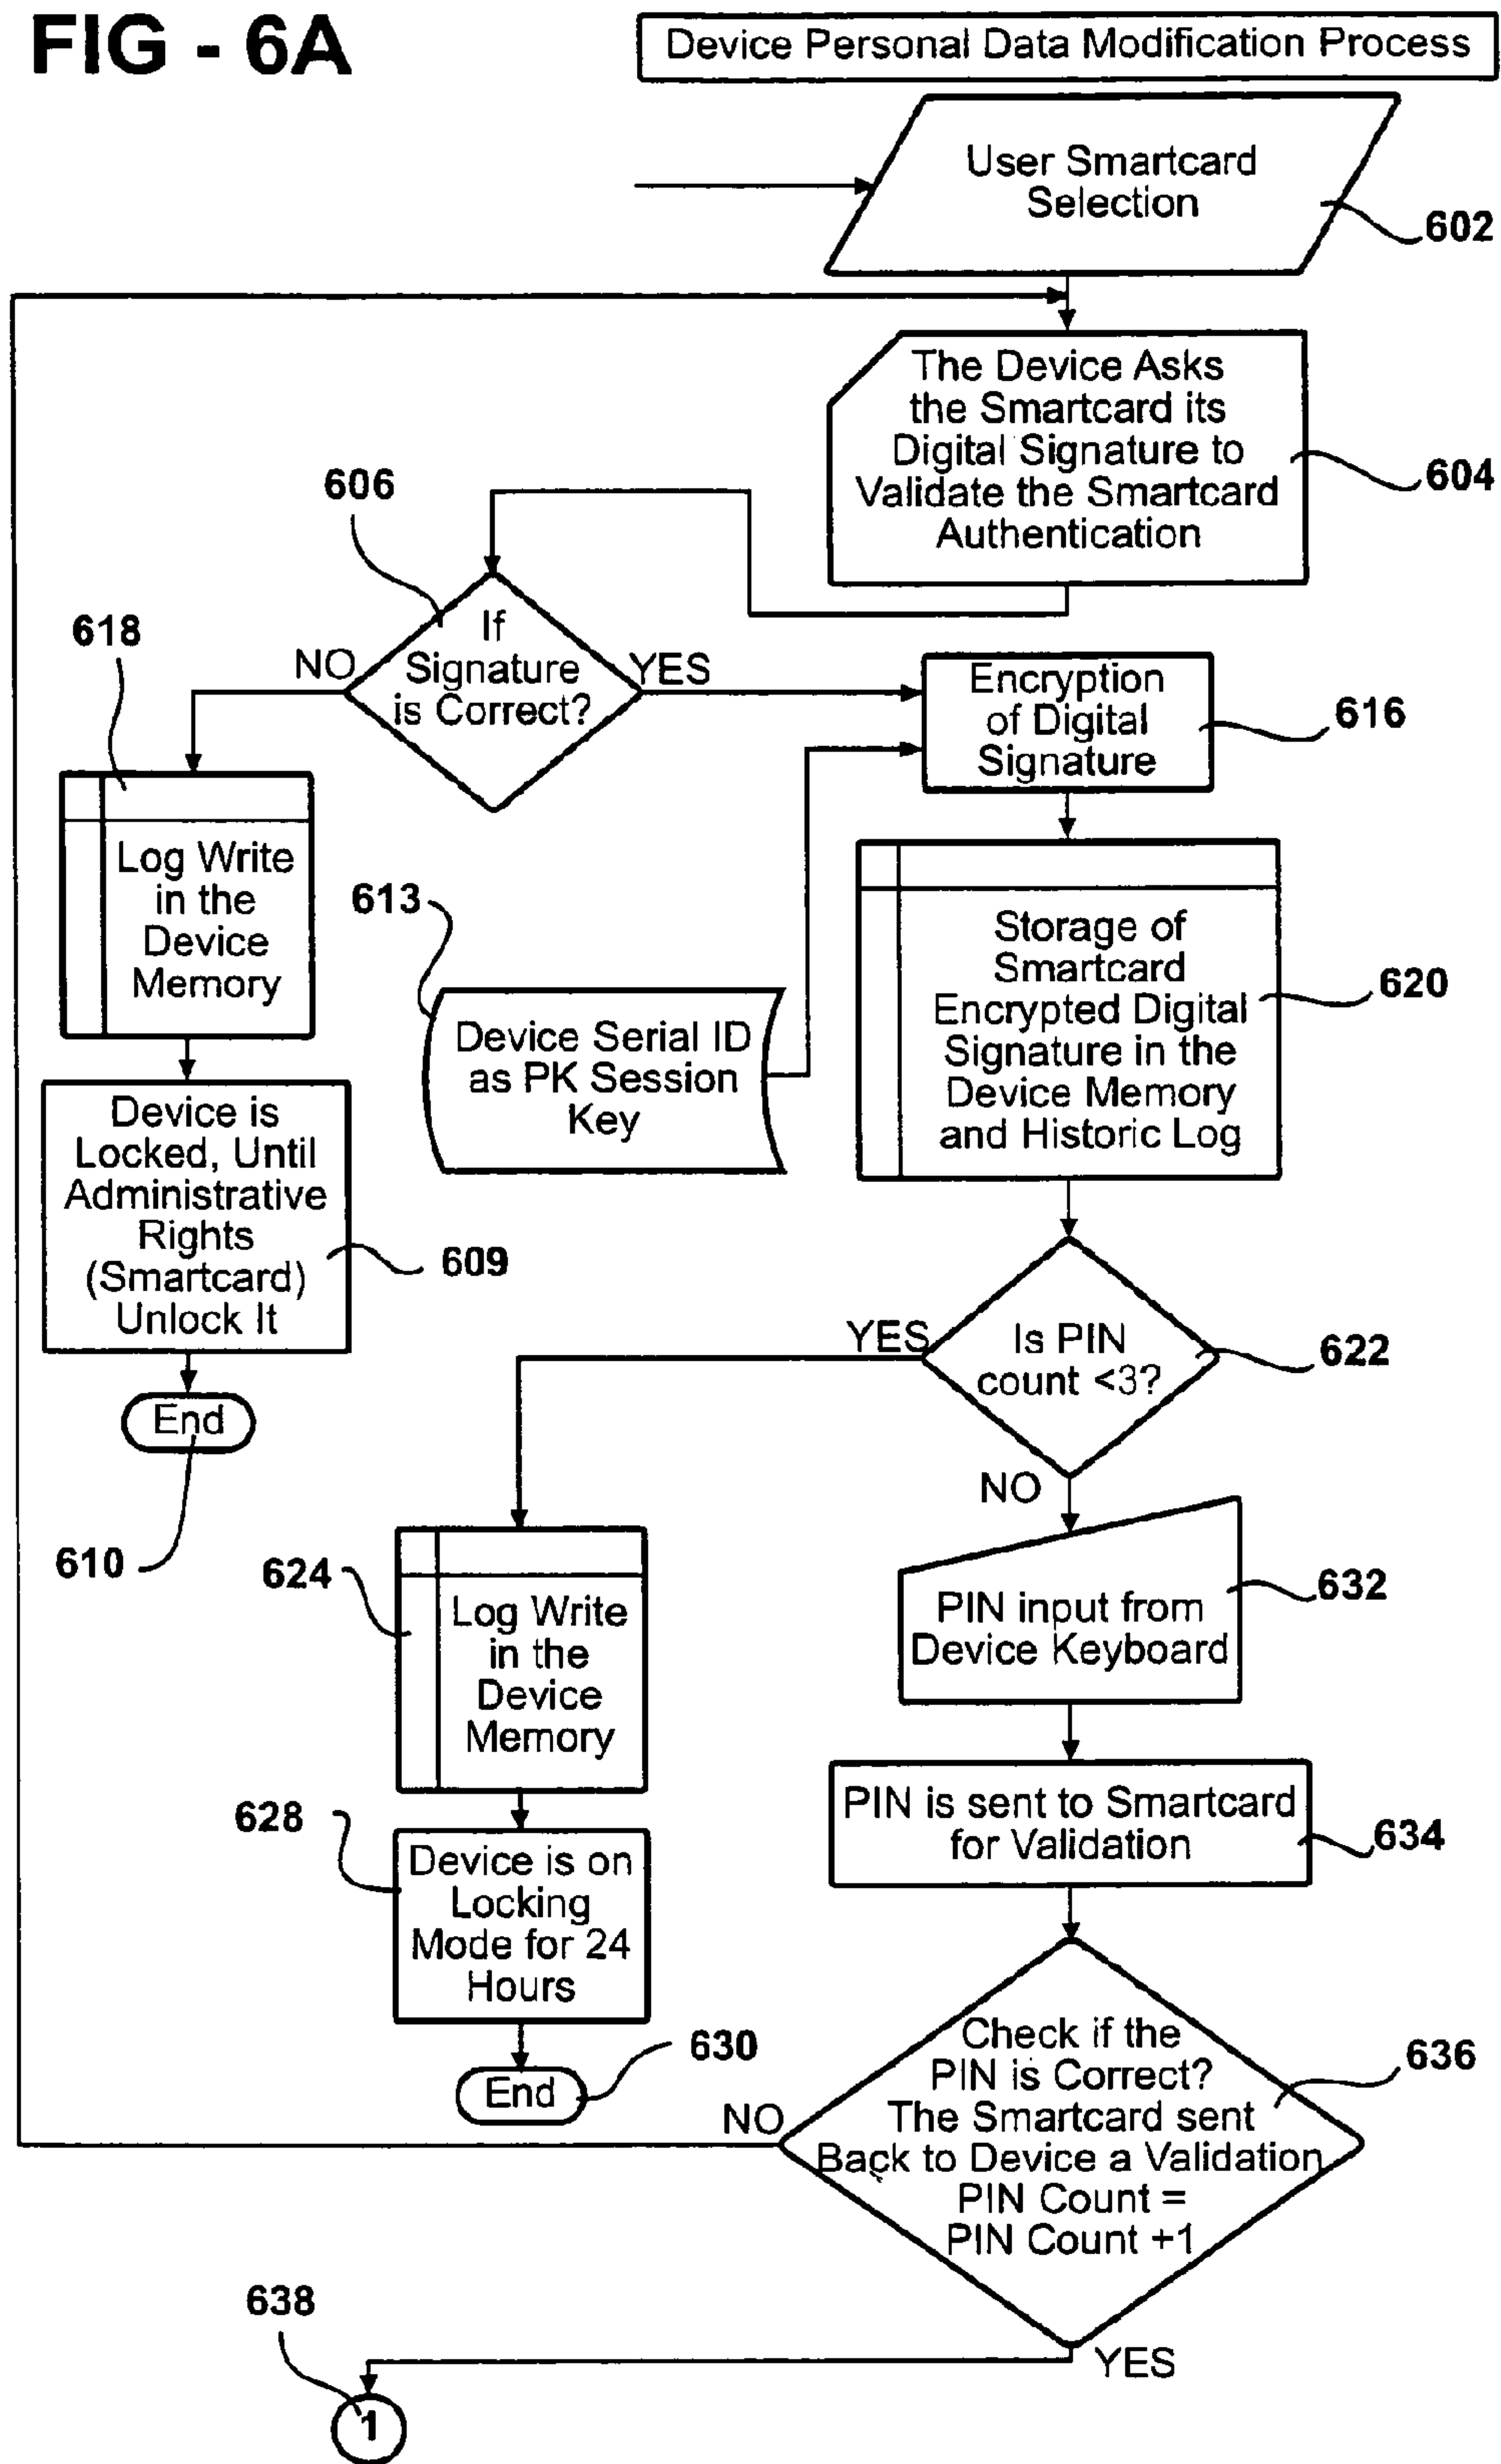 FIG - 6A
Device Personal Data Modification Process
User Smartcard
Selection
602
The Device Asks
the Smartcard its
Digital Signature to
Validate the Smartcard
Authentication
604
606
If
Signature
is Correct?
NO
YES
618
Log Write
in the
Device
Memory
Encryption
of Digital
Signature
616
613
Device Serial ID
as PK Session
Key
Storage of
Smartcard
Encrypted Digital
Signature in the
Device Memory
and Historic Log
620
Device is
Locked, Until
Administrative
Rights
(Smartcard)
Unlock It
609
End
610
YES
Is PIN
count <3?
622
NO
624
Log Write
in the
Device
Memory
PIN input from
Device Keyboard
632
628
Device is on
Locking
Mode for 24
Hours
PIN is sent to Smartcard
for Validation
634
End
630
NO
Check if the
PIN is Correct?
The Smartcard sent
Back to Device a Validation
PIN Count =
PIN Count +1
636
YES
638
1